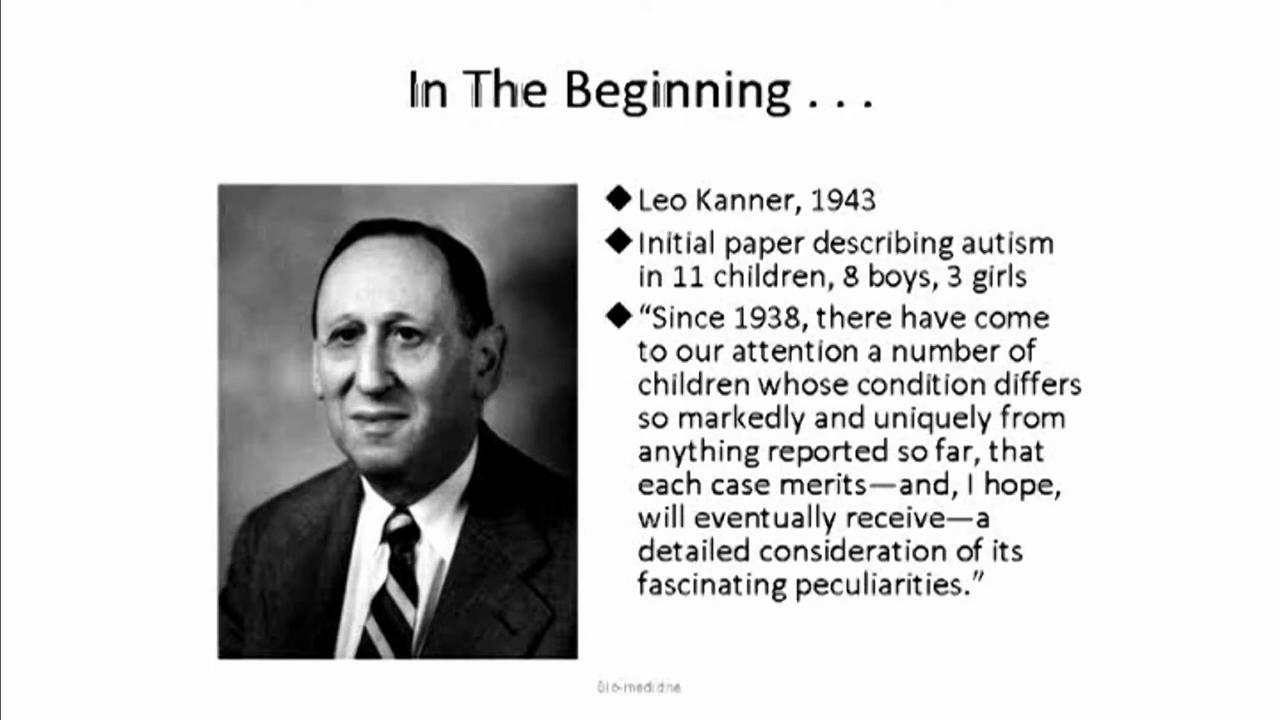 In The Beginning . . .
Leo Kanner, 1943
Initial paper describing autism
in 11 children, 8 boys, 3 girls
“Since 1938, there have come
to our attention a number of
children whose condition differs
so markedly and uniquely from
anything reported so far, that
each case merits—and, I hope,
will eventually receive—a
detailed consideration of its
fascinating peculiarities.”
Bio-medicine